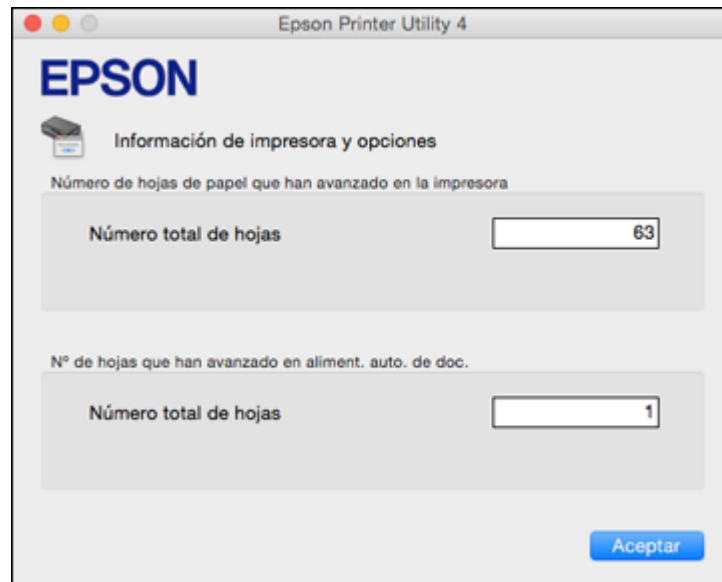 Epson Printer Utility 4
EPSON
Información de impresora y opciones
Número de hojas de papel que han avanzado en la impresora
Número total de hojas 63
Nº de hojas que han avanzado en aliment. auto. de doc.
Número total de hojas 1
Aceptar